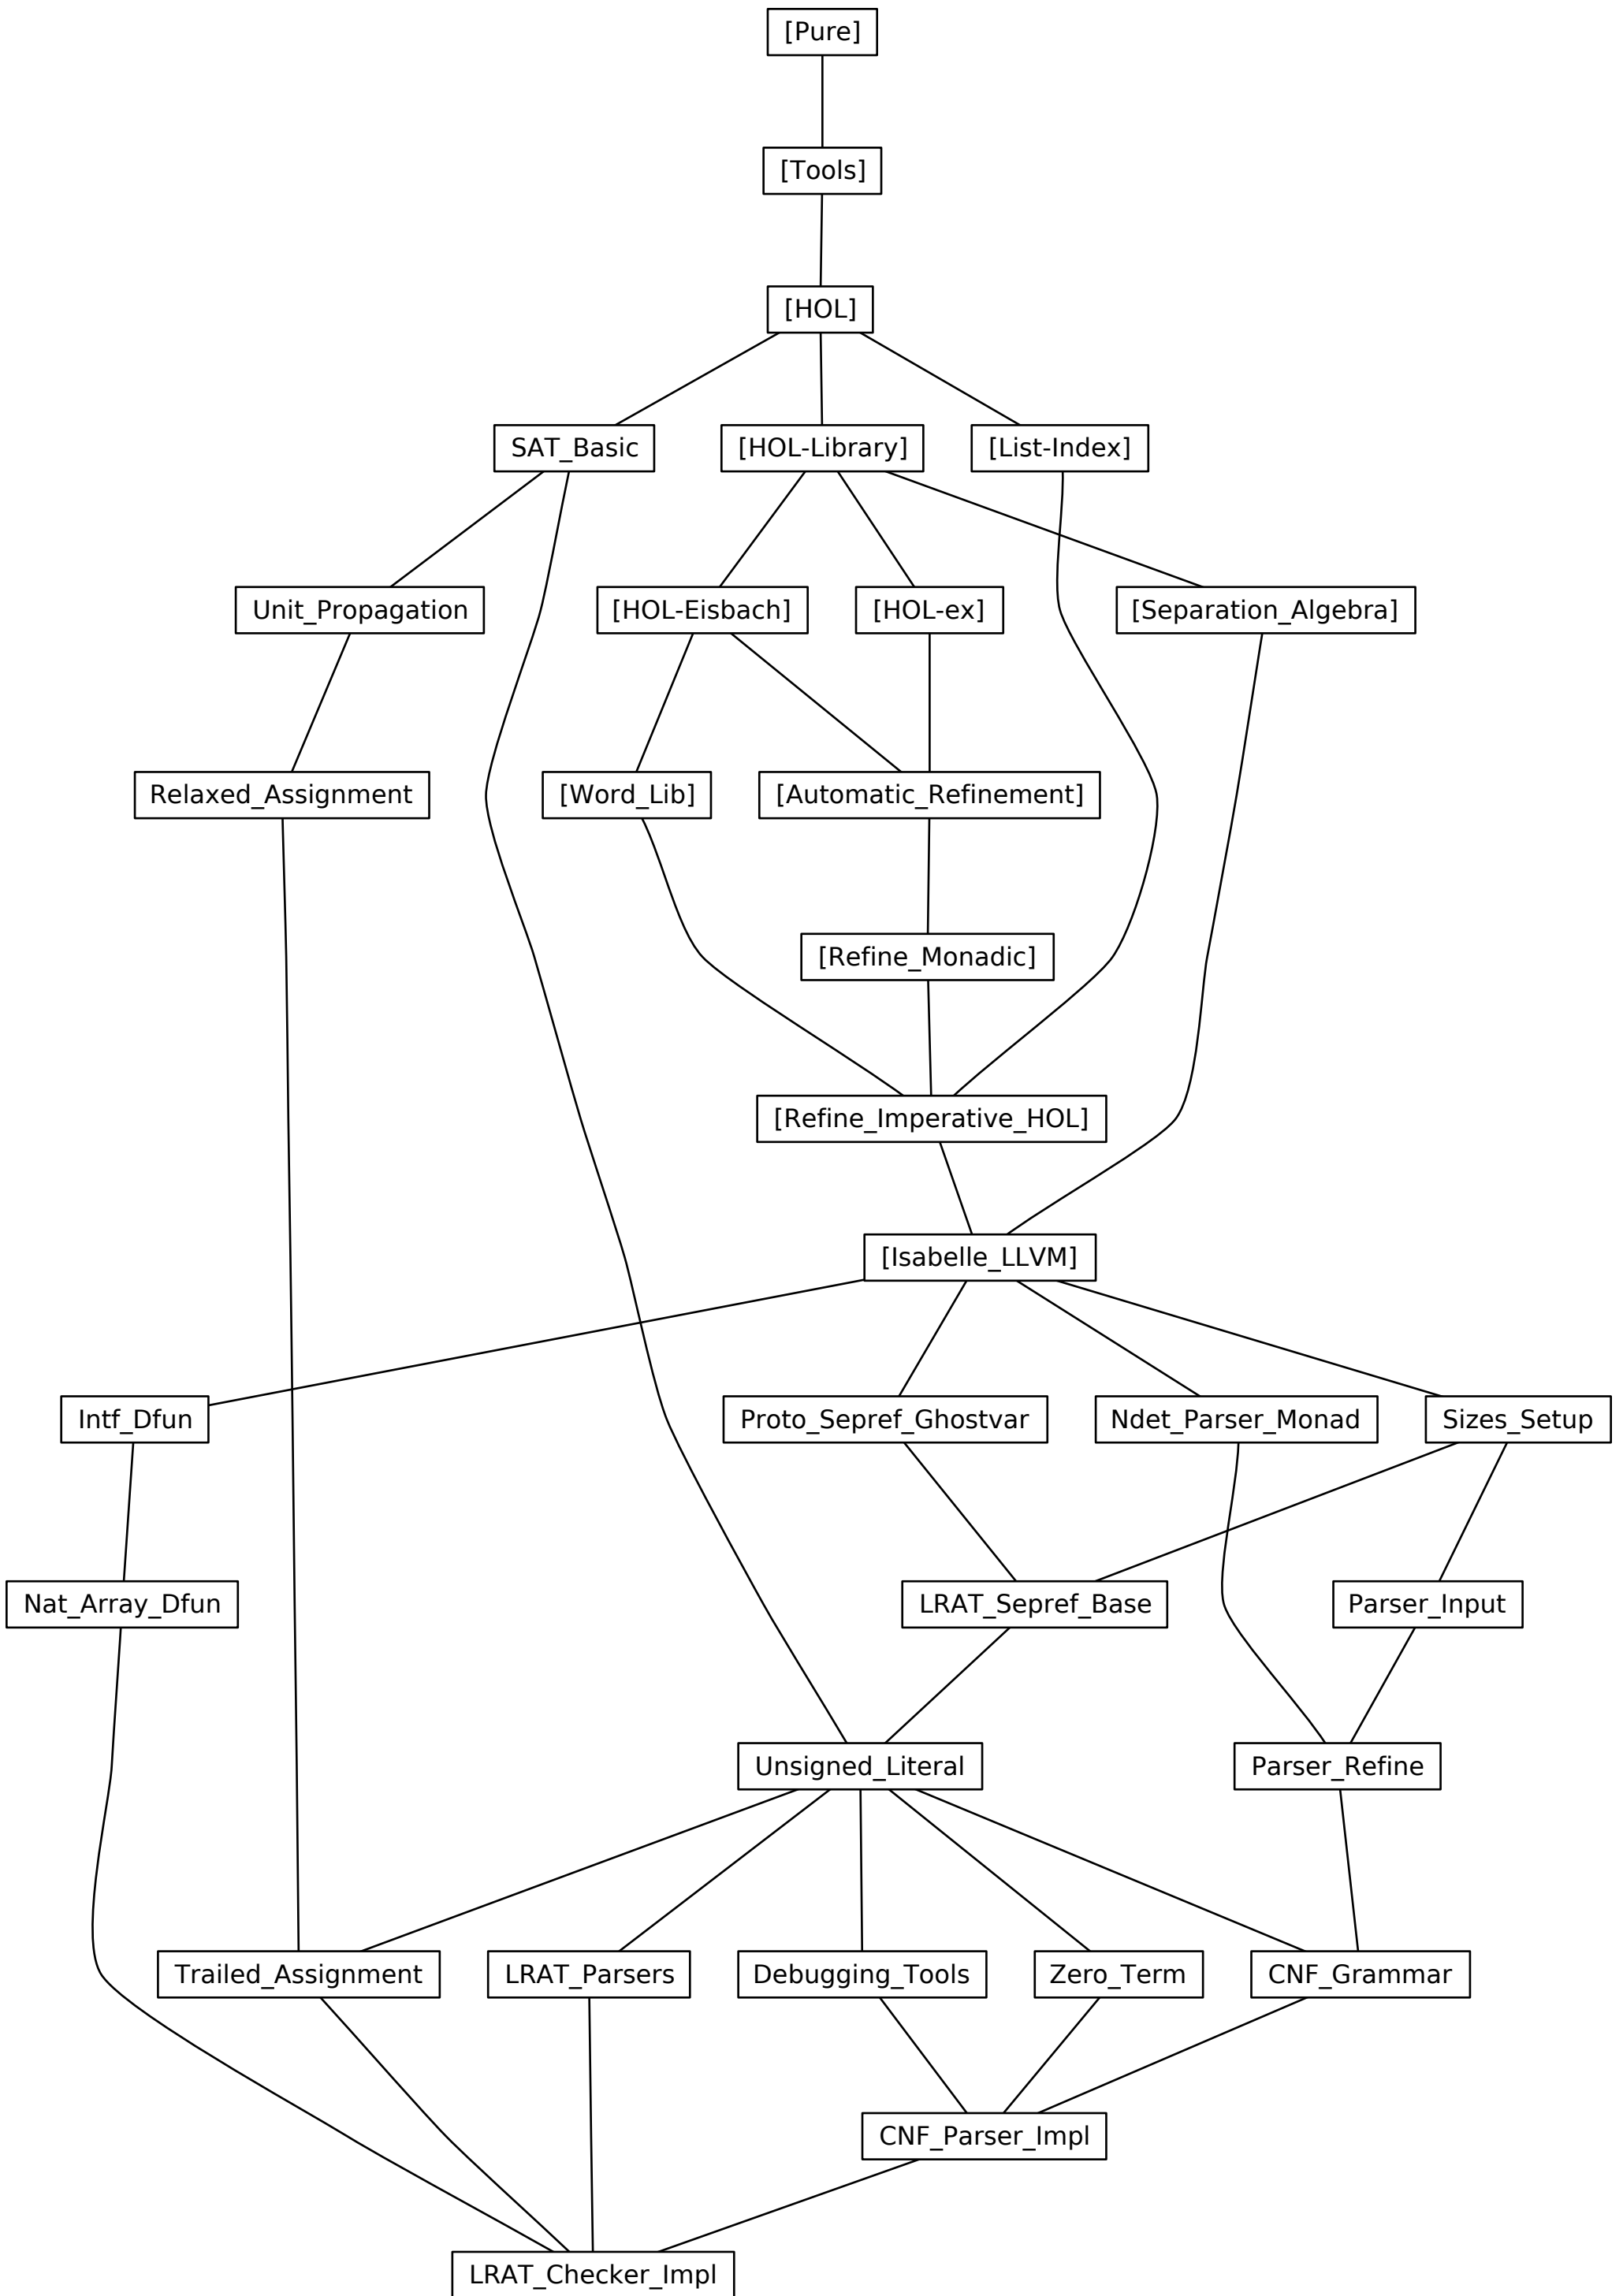 [Pure]
[Tools]
[HOL]
SAT_Basic
[HOL-Library]
[List-Index]
Unit_Propagation
[HOL-Eisbach]
[HOL-ex]
[Separation_Algebra]
Relaxed_Assignment
[Word_Lib]
[Automatic_Refinement]
[Refine_Monadic]
[Refine_Imperative_HOL]
[Isabelle_LLVM]
Intf_Dfun
Proto_Sepref_Ghostvar
Ndet_Parser_Monad
Sizes_Setup
Nat_Array_Dfun
LRAT_Sepref_Base
Parser_Input
Unsigned_Literal
Parser_Refine
Trailed_Assignment
LRAT_Parsers
Debugging_Tools
Zero_Term
CNF_Grammar
CNF_Parser_Impl
LRAT_Checker_Impl